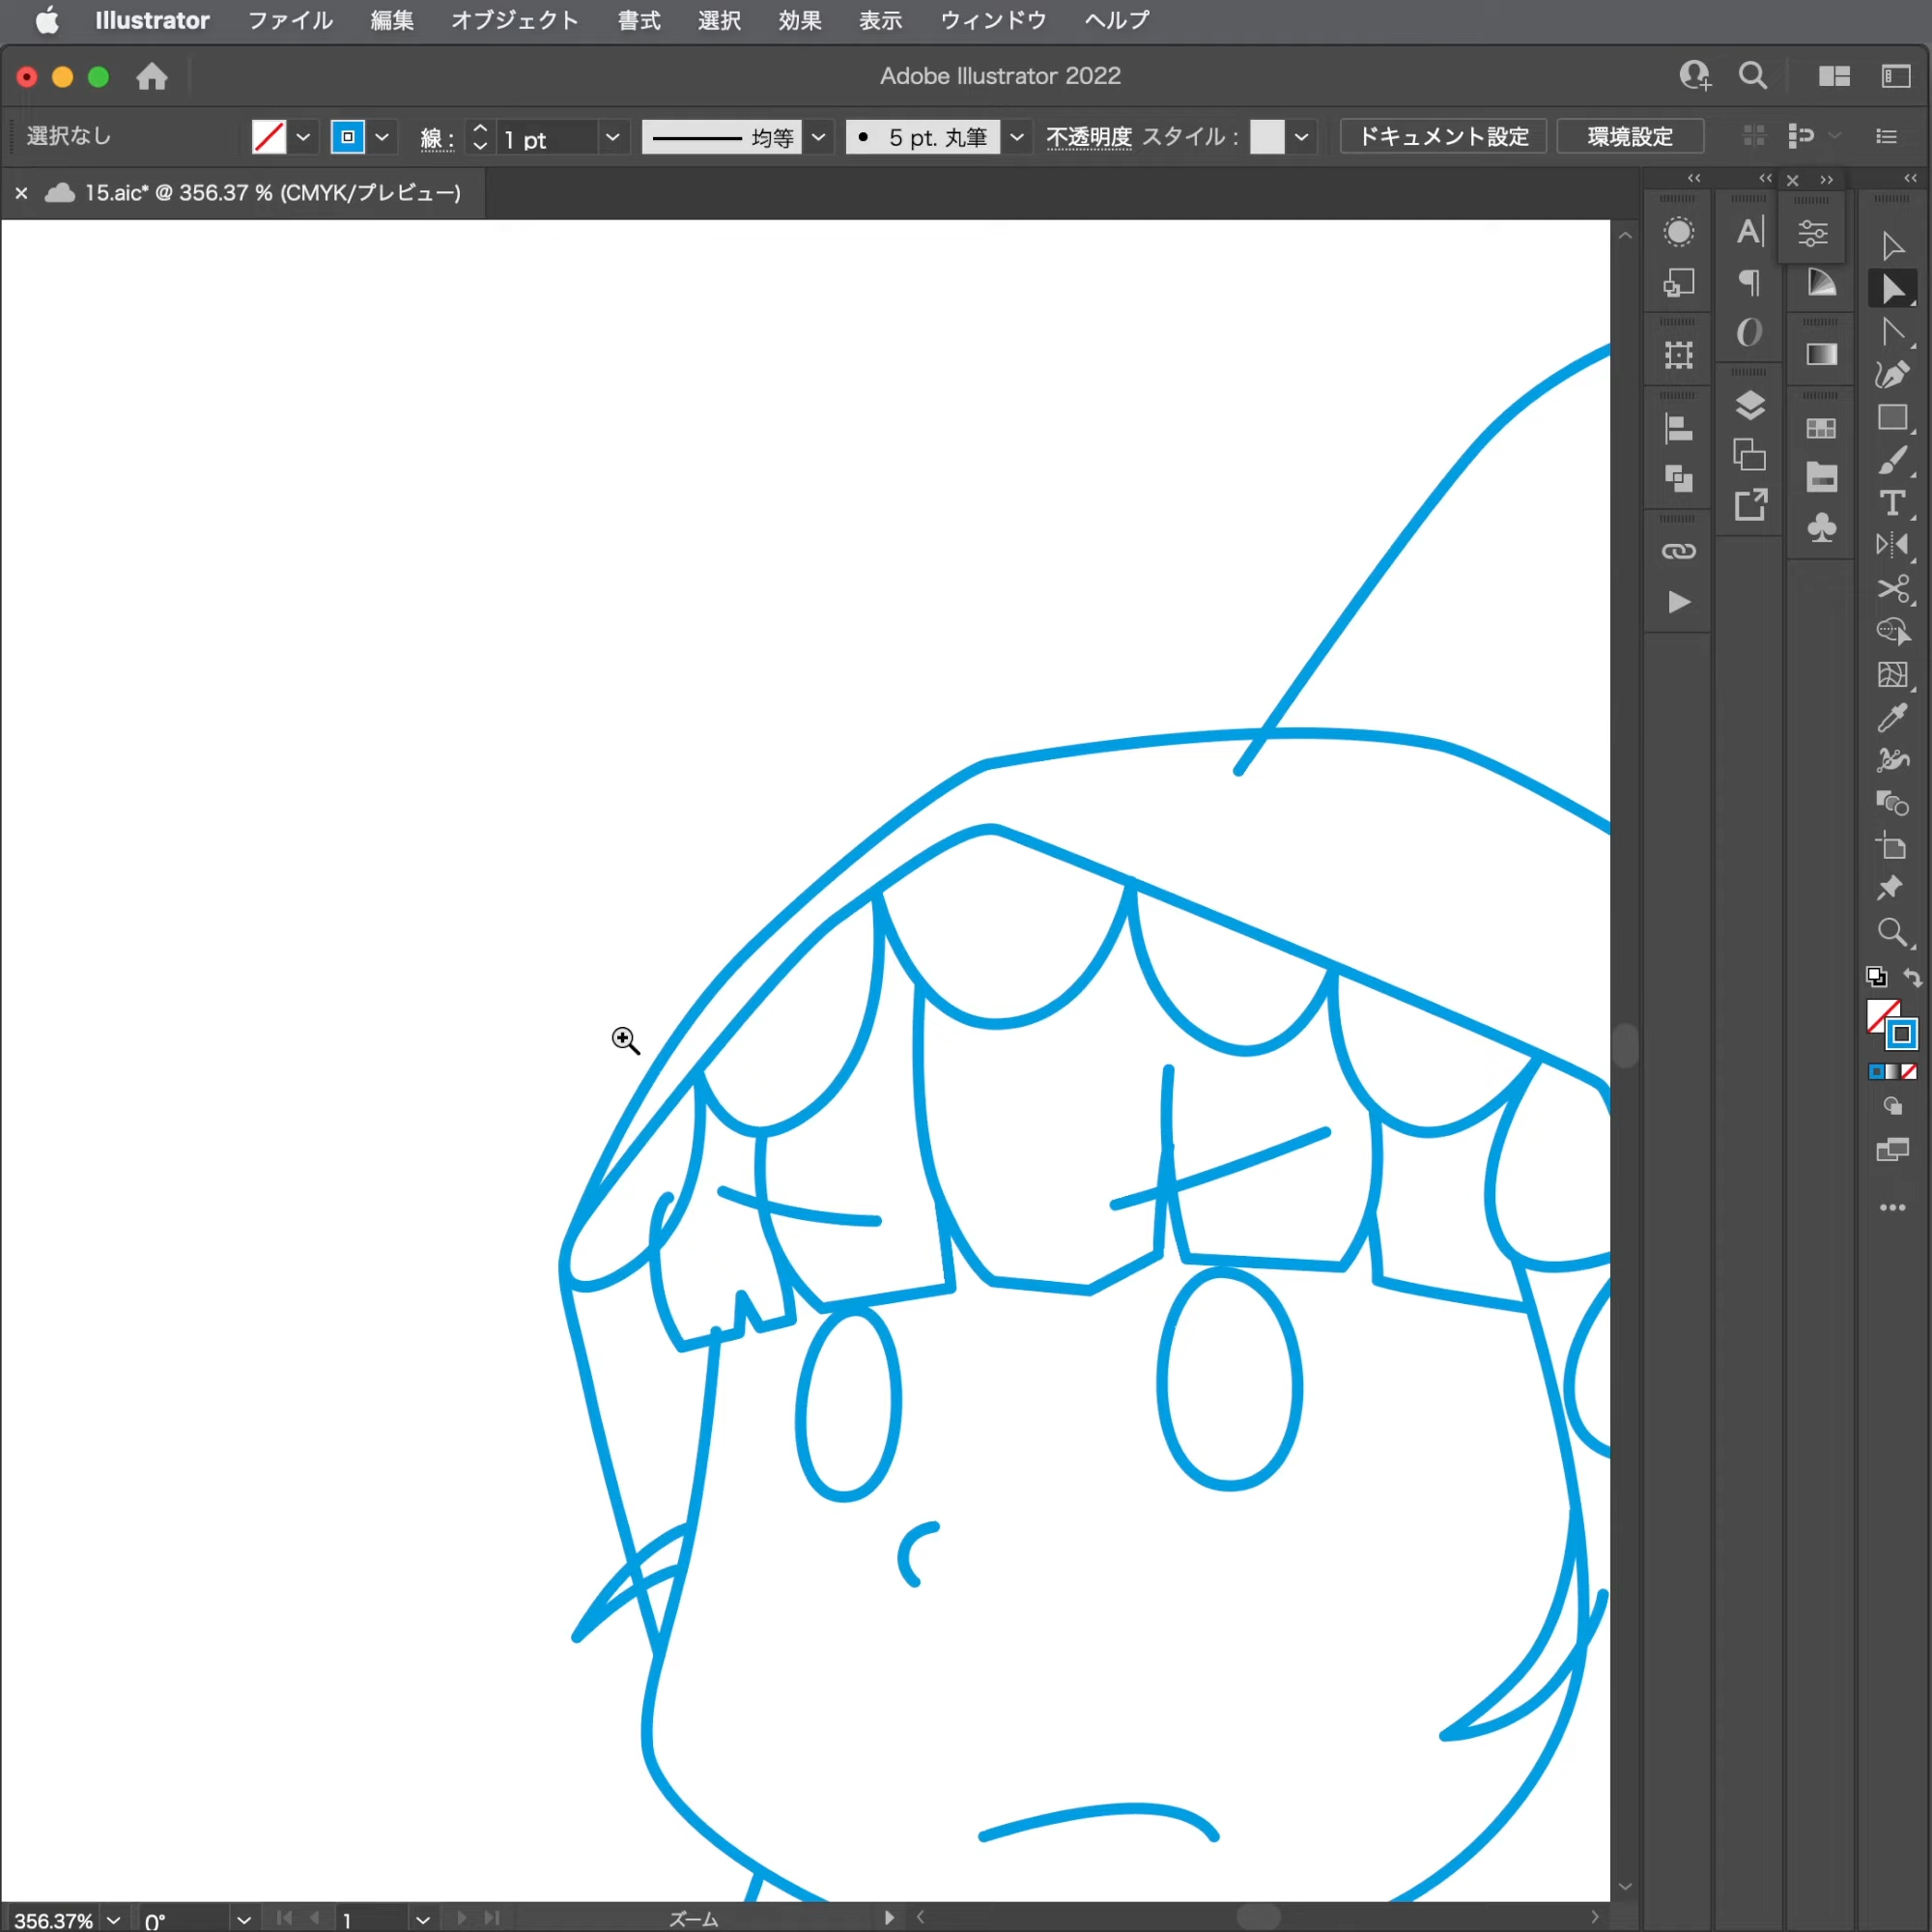 Illustrator ファイル 編集 オブジェクト 書式 選択 効果 表示 ウィンドウ ヘルプ
Adobe Illustrator 2022
選択なし 線： 1 pt 均等 5 pt. 丸筆 不透明度 スタイル： ドキュメント設定 環境設定
15.aic* @ 356.37 % (CMYK/プレビュー)
356.37% 0° 1 ズーム